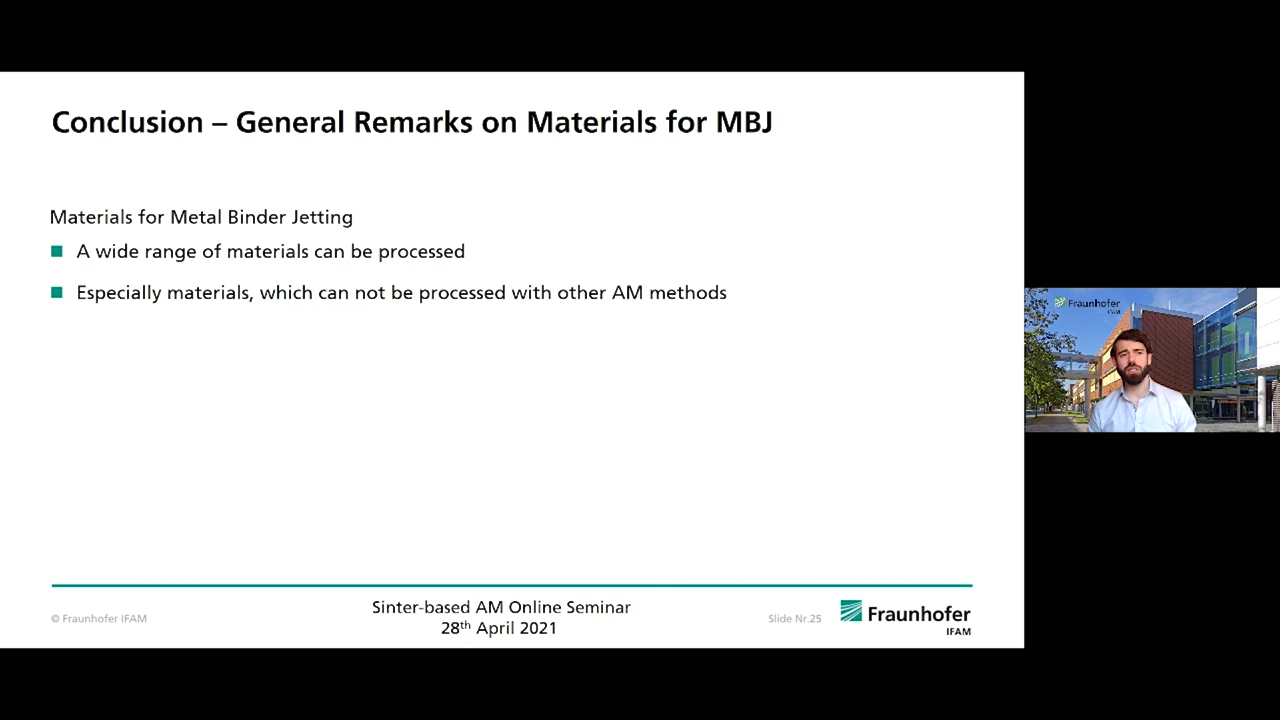 Conclusion – General Remarks on Materials for MBJ
Materials for Metal Binder Jetting
A wide range of materials can be processed
Especially materials, which can not be processed with other AM methods
© Fraunhofer IFAM
Sinter-based AM Online Seminar
28th April 2021
Slide Nr.25
Fraunhofer
IFAM
Fraunhofer
IFAM